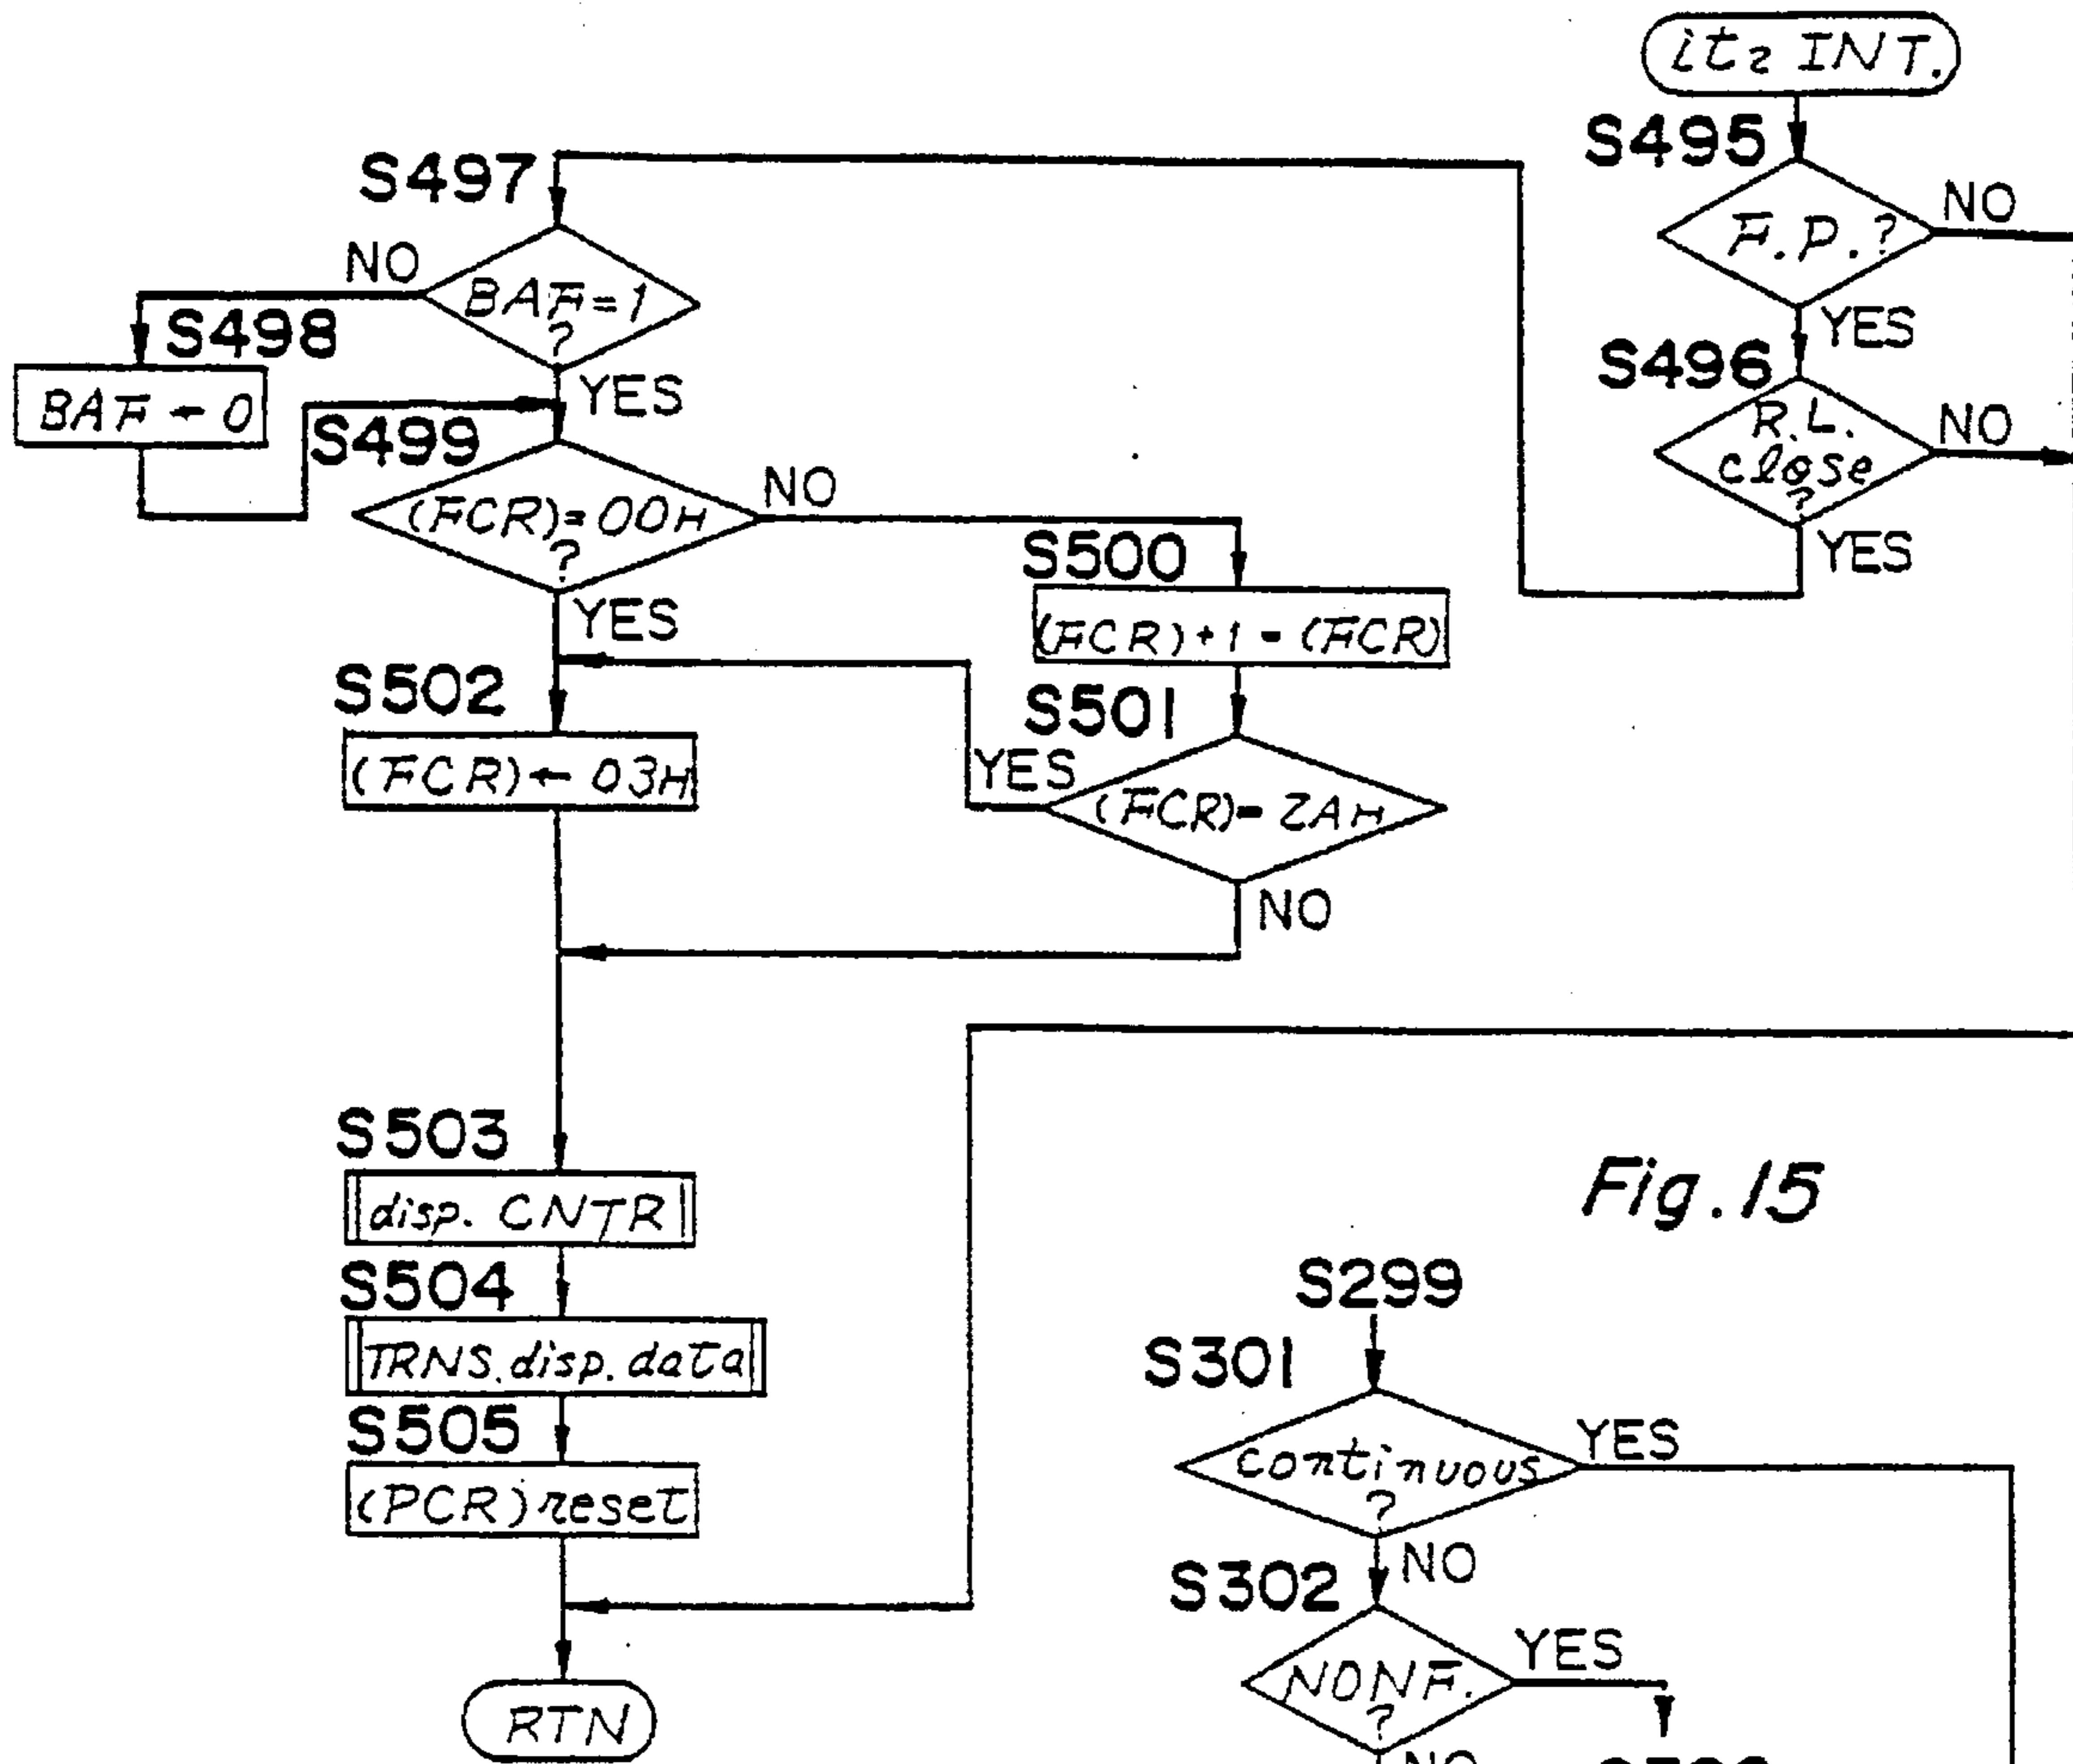 it2 INT.
S495
F.P.?
NO
YES
S496
R.L.
close
?
NO
YES
S497
BAF=1
?
NO
YES
S498
BAF ← 0
S499
(FCR)=00H
?
NO
YES
S500
(FCR)+1 - (FCR)
S501
(FCR)= 2AH
YES
NO
S502
(FCR)← 03H
S503
disp. CNTR
S504
TRNS.disp.data
S505
(PCR)reset
RTN
Fig.15
S299
S301
continuous
?
YES
NO
S302
NONF.
?
YES
NO